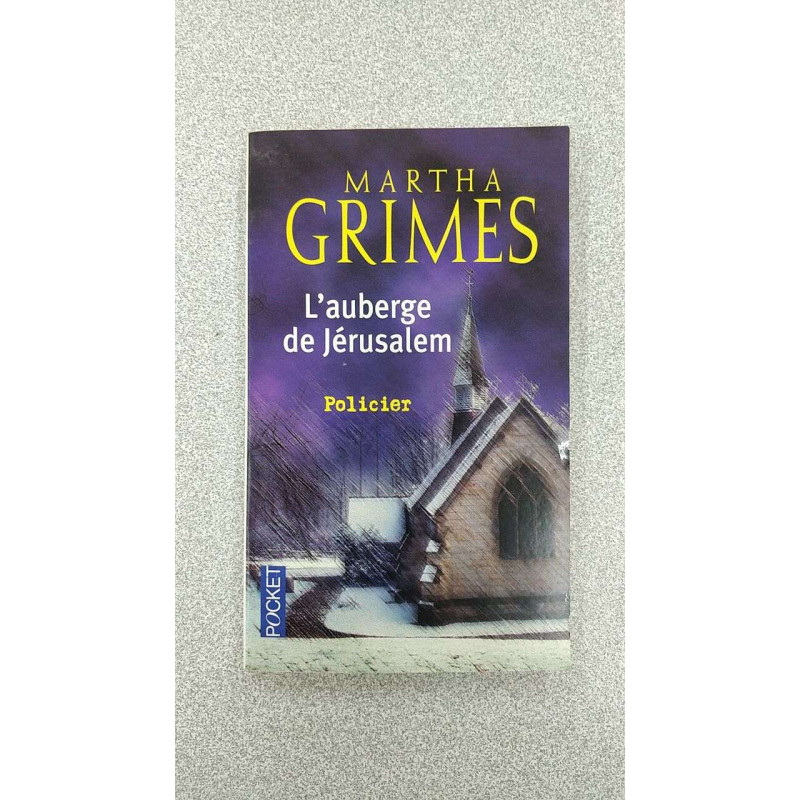 MARTHA
GRIMES
L'auberge
de Jérusalem
Policier
POCKET